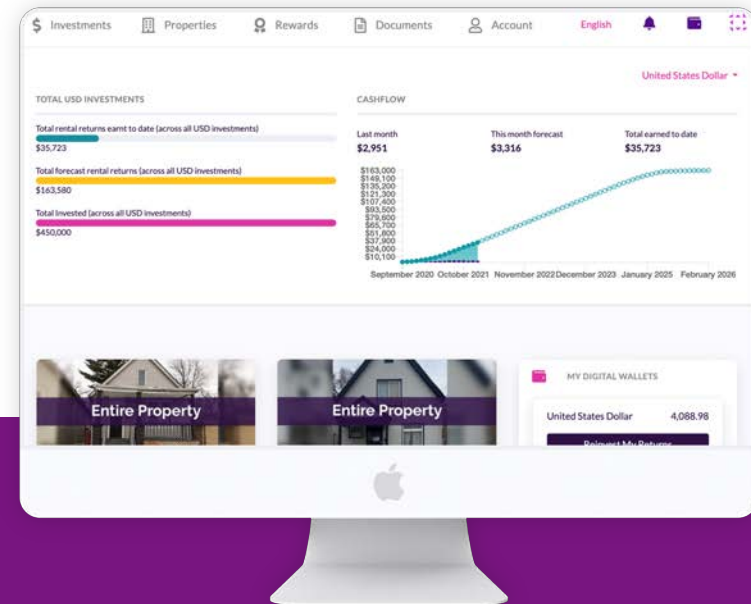 $ Investments Properties Rewards Documents Account English
United States Dollar
TOTAL USD INVESTMENTS
Total rental returns earnt to date (across all USD investments)
$35,723
Total forecast rental returns (across all USD investments)
$163,580
Total Invested (across all USD investments)
$450,000
CASHFLOW
Last month This month forecast Total earned to date
$2,951 $3,316 $35,723
$163,000
$149,100
$135,200
$121,300
$107,400
$93,500
$79,600
$65,700
$51,800
$37,900
$24,000
$10,100
September 2020 October 2021 November 2022 December 2023 January 2025 February 2026
Entire Property
Entire Property
MY DIGITAL WALLETS
United States Dollar 4,088.98
Reinvest My Returns